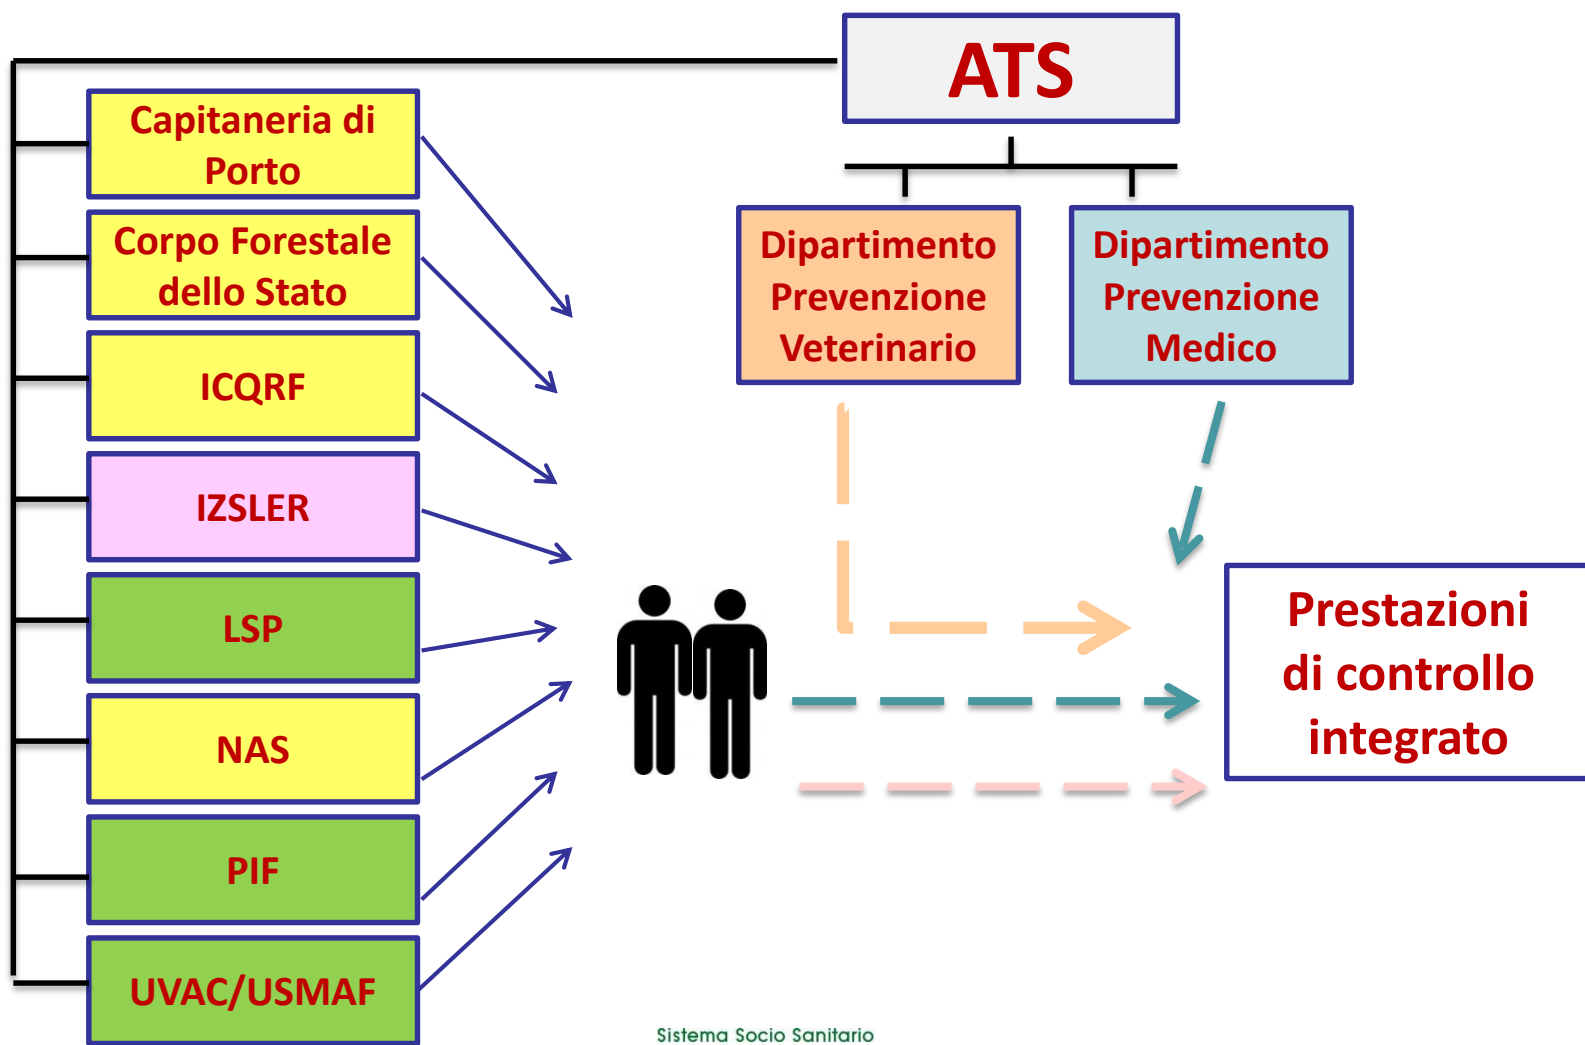 ATS
Capitaneria di
Porto
Corpo Forestale
dello Stato
ICQRF
IZSLER
LSP
NAS
PIF
UVAC/USMAF
Dipartimento
Prevenzione
Veterinario
Dipartimento
Prevenzione
Medico
Prestazioni
di controllo
integrato
Sistema Socio Sanitario